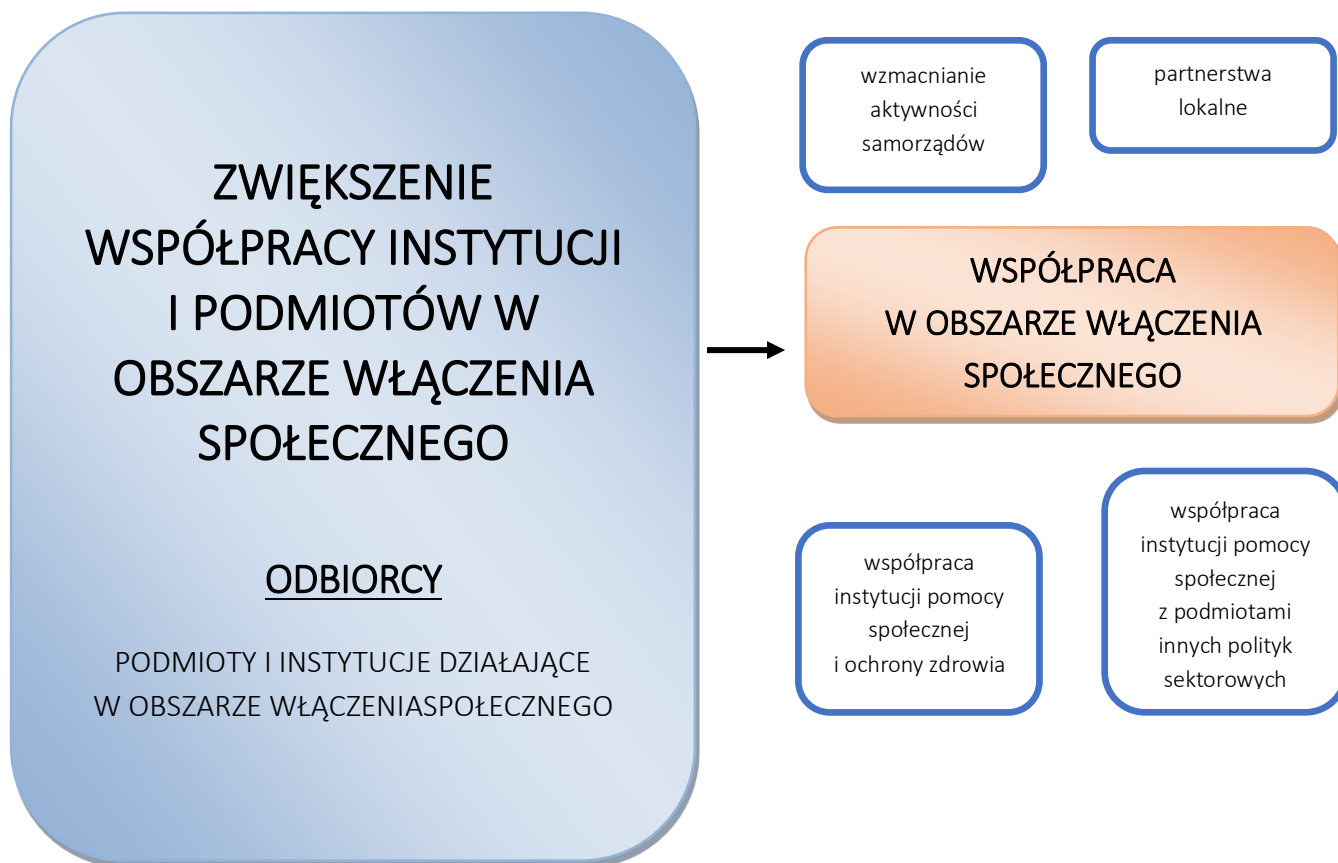 ZWIĘKSZENIE
WSPÓŁPRACY INSTYTUCJI
I PODMIOTÓW W
OBSZARZE WŁĄCZENIA
SPOŁECZNEGO
ODBIORCY
PODMIOTY I INSTYTUCJE DZIAŁAJĄCE
W OBSZARZE WŁĄCZENIASPOŁECZNEGO
wzmacnianie
aktywności
samorządów
partnerstwa
lokalne
WSPÓŁPRACA
W OBSZARZE WŁĄCZENIA
SPOŁECZNEGO
współpraca
instytucji pomocy
społecznej
i ochrony zdrowia
współpraca
instytucji pomocy
społecznej
z podmiotami
innych polityk
sektorowych